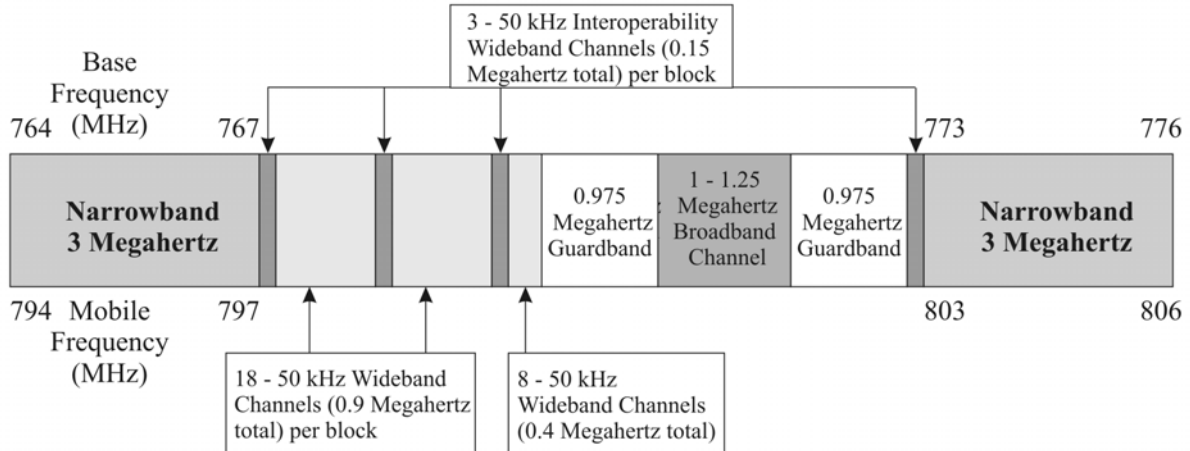 3 - 50 kHz Interoperability
Wideband Channels (0.15
Megahertz total) per block
Base
Frequency
(MHz)
764
767
773
776
Narrowband
3 Megahertz
0.975
Megahertz
Guardband
1 - 1.25
Megahertz
Broadband
Channel
0.975
Megahertz
Guardband
Narrowband
3 Megahertz
794
Mobile
Frequency
(MHz)
797
803
806
18 - 50 kHz Wideband
Channels (0.9 Megahertz
total) per block
8 - 50 kHz
Wideband Channels
(0.4 Megahertz total)